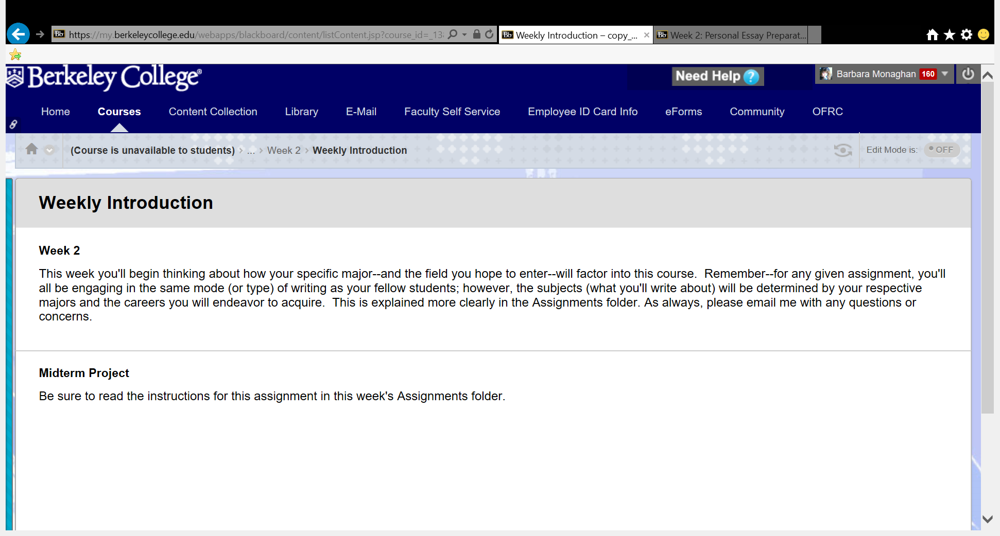 Bb https://my.berkeleycollege.edu/webapps/blackboard/content/listContent.jsp?course_id=_13
Bb Weekly Introduction – copy_... ×
Bb Week 2: Personal Essay Preparat...
Berkeley College®
Need Help ?
Barbara Monaghan 160
Home Courses Content Collection Library E-Mail Faculty Self Service Employee ID Card Info eForms Community OFRC
(Course is unavailable to students) > ... > Week 2 > Weekly Introduction
Edit Mode is: OFF
Weekly Introduction
Week 2
This week you'll begin thinking about how your specific major--and the field you hope to enter--will factor into this course.  Remember--for any given assignment, you'll
all be engaging in the same mode (or type) of writing as your fellow students; however, the subjects (what you'll write about) will be determined by your respective
majors and the careers you will endeavor to acquire.  This is explained more clearly in the Assignments folder. As always, please email me with any questions or
concerns.
Midterm Project
Be sure to read the instructions for this assignment in this week's Assignments folder.